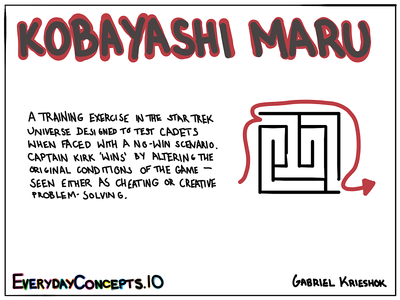 KOBAYASHI MARU
A TRAINING EXERCISE IN THE STAR TREK
UNIVERSE DESIGNED TO TEST CADETS
WHEN FACED WITH A NO-WIN SCENARIO.
CAPTAIN KIRK 'WINS' BY ALTERING THE
ORIGINAL CONDITIONS OF THE GAME —
SEEN EITHER AS CHEATING OR CREATIVE
PROBLEM-SOLVING.
EVERYDAYCONCEPTS.IO
GABRIEL KRIESHOK